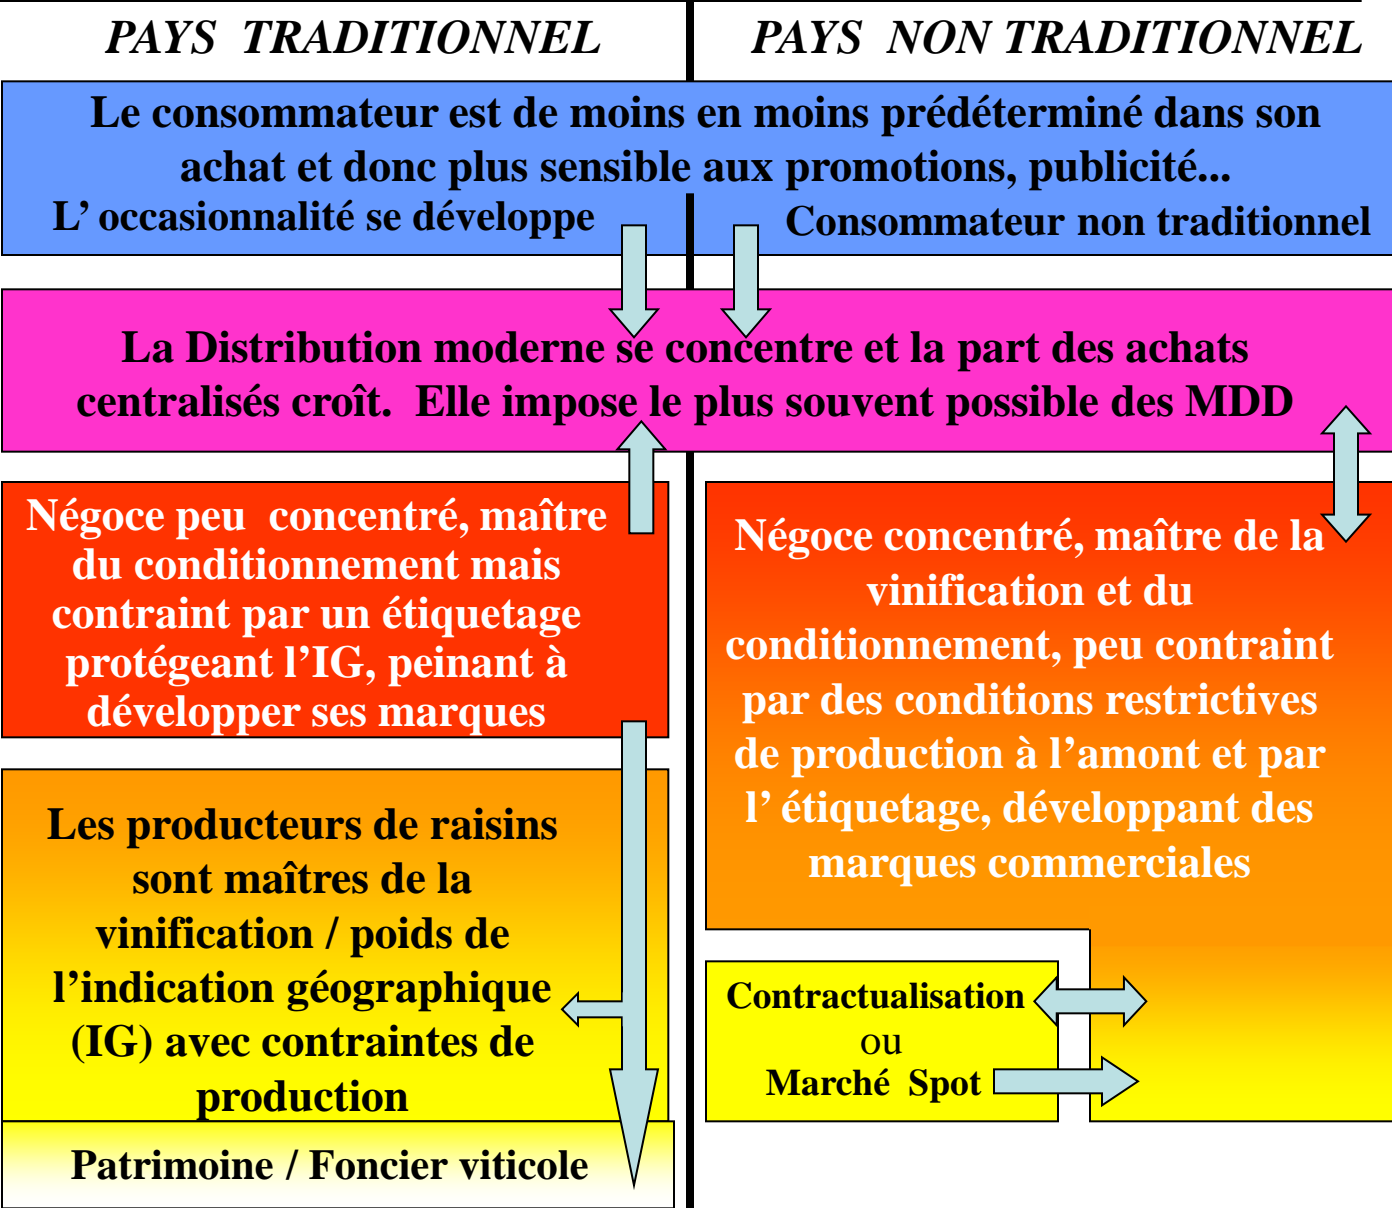 PAYS TRADITIONNEL
PAYS NON TRADITIONNEL
Le consommateur est de moins en moins prédéterminé dans son
achat et donc plus sensible aux promotions, publicité...
L’ occasionnalité se développe
Consommateur non traditionnel
La Distribution moderne se concentre et la part des achats
centralisés croît. Elle impose le plus souvent possible des MDD
Négoce peu concentré, maître
du conditionnement mais
contraint par un étiquetage
protégeant l’IG, peinant à
développer ses marques
Les producteurs de raisins
sont maîtres de la
vinification / poids de
l’indication géographique
(IG) avec contraintes de
production
Patrimoine / Foncier viticole
Négoce concentré, maître de la
vinification et du
conditionnement, peu contraint
par des conditions restrictives
de production à l’amont et par
l’ étiquetage, développant des
marques commerciales
Contractualisation
ou
Marché Spot